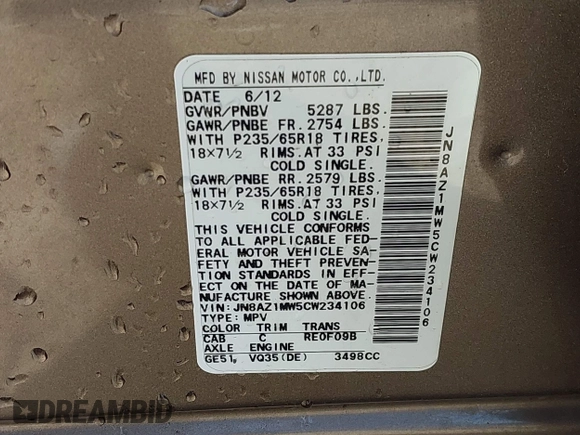 MFD BY NISSAN MOTOR CO.,LTD.
DATE 6/12
GVWR/PNBV 5287 LBS.
GAWR/PNBE FR. 2754 LBS.
WITH P235/65R18 TIRES,
18×7½ RIMS, AT 33 PSI
COLD SINGLE.
GAWR/PNBE RR. 2579 LBS.
WITH P235/65R18 TIRES,
18×7½ RIMS, AT 33 PSI
COLD SINGLE.
THIS VEHICLE CONFORMS
TO ALL APPLICABLE FED-
ERAL MOTOR VEHICLE SA-
FETY AND THEFT PREVEN-
TION STANDARDS IN EFF-
ECT ON THE DATE OF MA-
NUFACTURE SHOWN ABOVE.
VIN: JN8AZ1MW5CW234106
TYPE: MPV
COLOR TRIM TRANS
CAB C RE0F09B
AXLE ENGINE
GE51, VQ35(DE) 3498CC
JN8AZ1MW5CW234106
DREAMBID